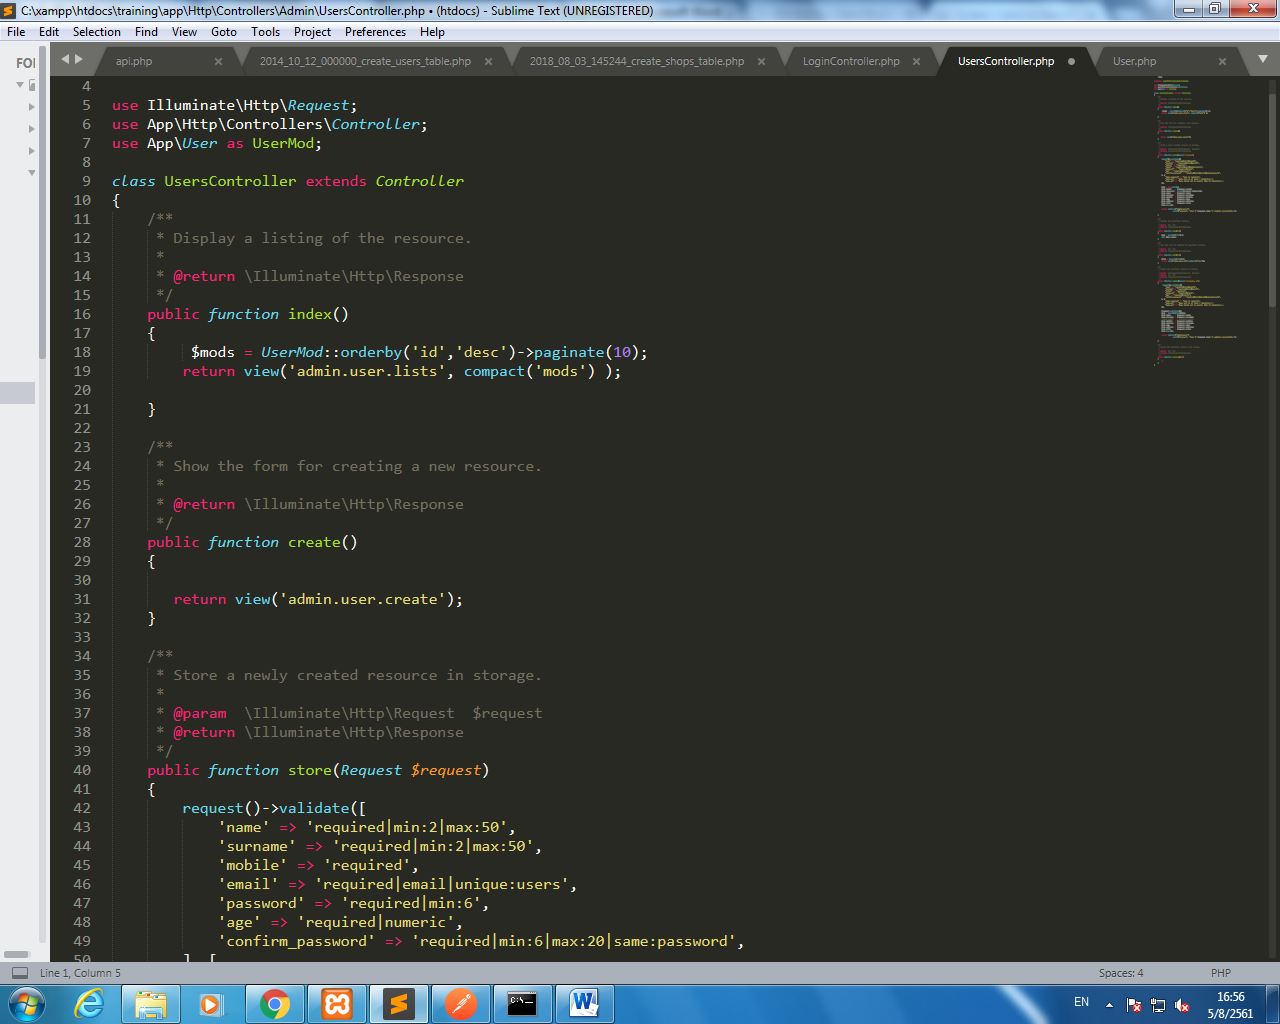 C:\xampp\htdocs\training\app\Http\Controllers\Admin\UsersController.php • (htdocs) - Sublime Text (UNREGISTERED)
File Edit Selection Find View Goto Tools Project Preferences Help
FOI
api.php × 2014_10_12_000000_create_users_table.php × 2018_08_03_145244_create_shops_table.php × LoginController.php × UsersController.php • User.php ×
4
5 use Illuminate\Http\Request;
6 use App\Http\Controllers\Controller;
7 use App\User as UserMod;
8
9 class UsersController extends Controller
10 {
11 /**
12 * Display a listing of the resource.
13 *
14 * @return \Illuminate\Http\Response
15 */
16 public function index()
17 {
18 $mods = UserMod::orderby('id','desc')->paginate(10);
19 return view('admin.user.lists', compact('mods') );
20
21 }
22
23 /**
24 * Show the form for creating a new resource.
25 *
26 * @return \Illuminate\Http\Response
27 */
28 public function create()
29 {
30
31 return view('admin.user.create');
32 }
33
34 /**
35 * Store a newly created resource in storage.
36 *
37 * @param \Illuminate\Http\Request $request
38 * @return \Illuminate\Http\Response
39 */
40 public function store(Request $request)
41 {
42 request()->validate([
43 'name' => 'required|min:2|max:50',
44 'surname' => 'required|min:2|max:50',
45 'mobile' => 'required',
46 'email' => 'required|email|unique:users',
47 'password' => 'required|min:6',
48 'age' => 'required|numeric',
49 'confirm_password' => 'required|min:6|max:20|same:password',
50 ], [
Line 1, Column 5 Spaces: 4 PHP
EN 16:56
5/8/2561